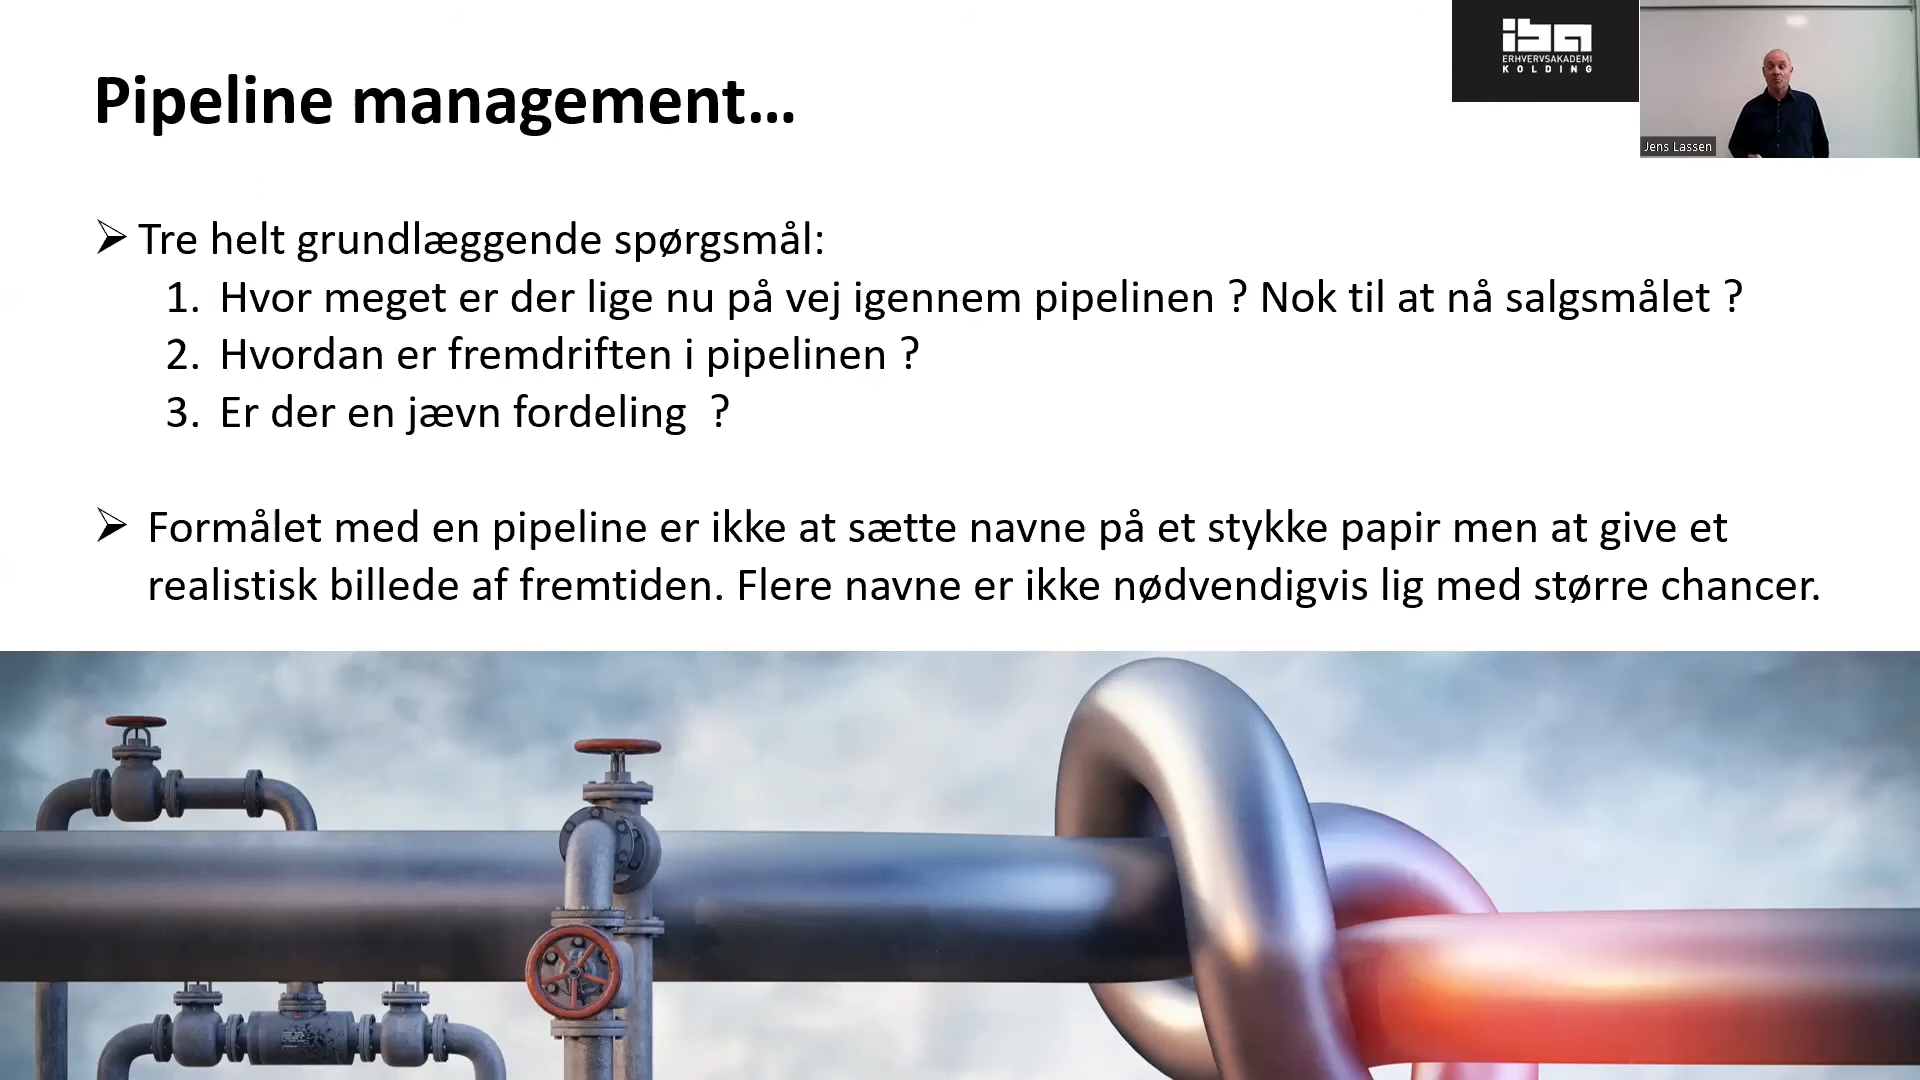 Pipeline management...
iba
ERHVERVSAKADEMI
KOLDING
Jens Lassen
➢ Tre helt grundlæggende spørgsmål:
1. Hvor meget er der lige nu på vej igennem pipelinen ? Nok til at nå salgsmålet ?
2. Hvordan er fremdriften i pipelinen ?
3. Er der en jævn fordeling ?
➢ Formålet med en pipeline er ikke at sætte navne på et stykke papir men at give et
realistisk billede af fremtiden. Flere navne er ikke nødvendigvis lig med større chancer.